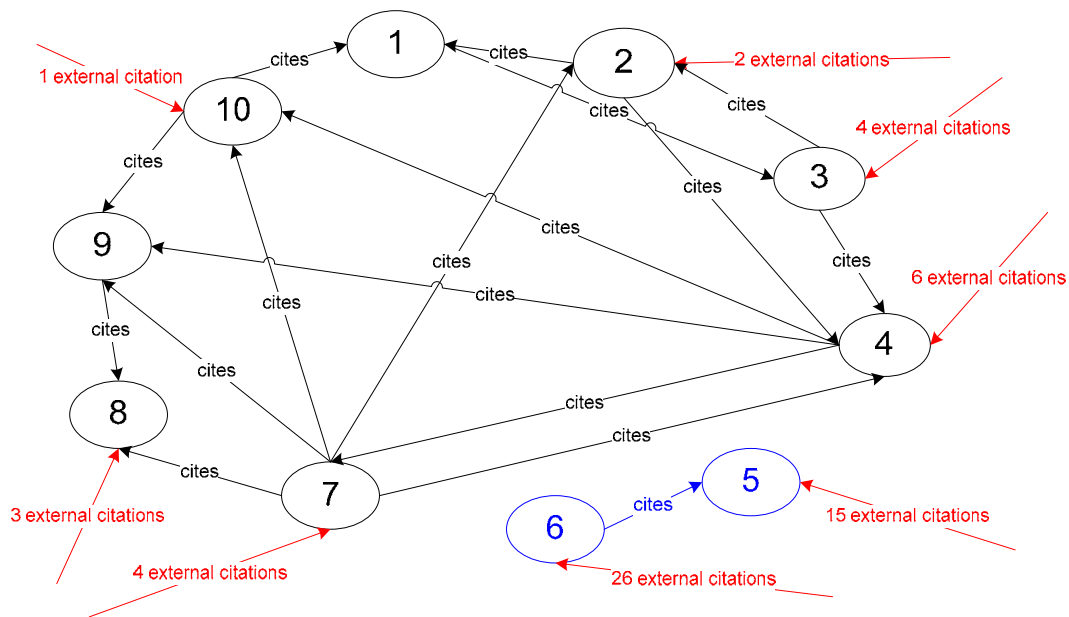 1
cites
cites
2
2 external citations
1 external citation
10
cites
cites
4 external citations
cites
3
cites
cites
9
cites
cites
cites
6 external citations
cites
cites
cites
4
cites
8
cites
cites
cites
7
5
cites
6
3 external citations
15 external citations
4 external citations
26 external citations